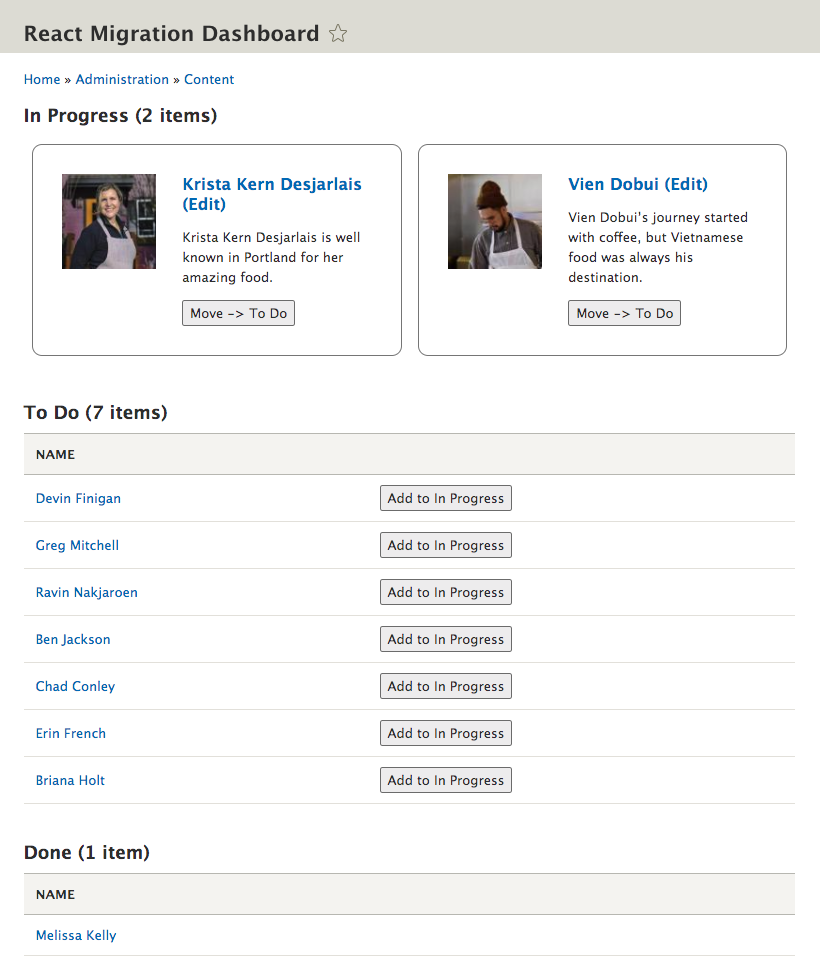 React Migration Dashboard
Home » Administration » Content
In Progress (2 items)
Krista Kern Desjarlais
(Edit)
Krista Kern Desjarlais is well
known in Portland for her
amazing food.
Move -> To Do
Vien Dobui (Edit)
Vien Dobui's journey started
with coffee, but Vietnamese
food was always his
destination.
Move -> To Do
To Do (7 items)
NAME
Devin Finigan Add to In Progress
Greg Mitchell Add to In Progress
Ravin Nakjaroen Add to In Progress
Ben Jackson Add to In Progress
Chad Conley Add to In Progress
Erin French Add to In Progress
Briana Holt Add to In Progress
Done (1 item)
NAME
Melissa Kelly